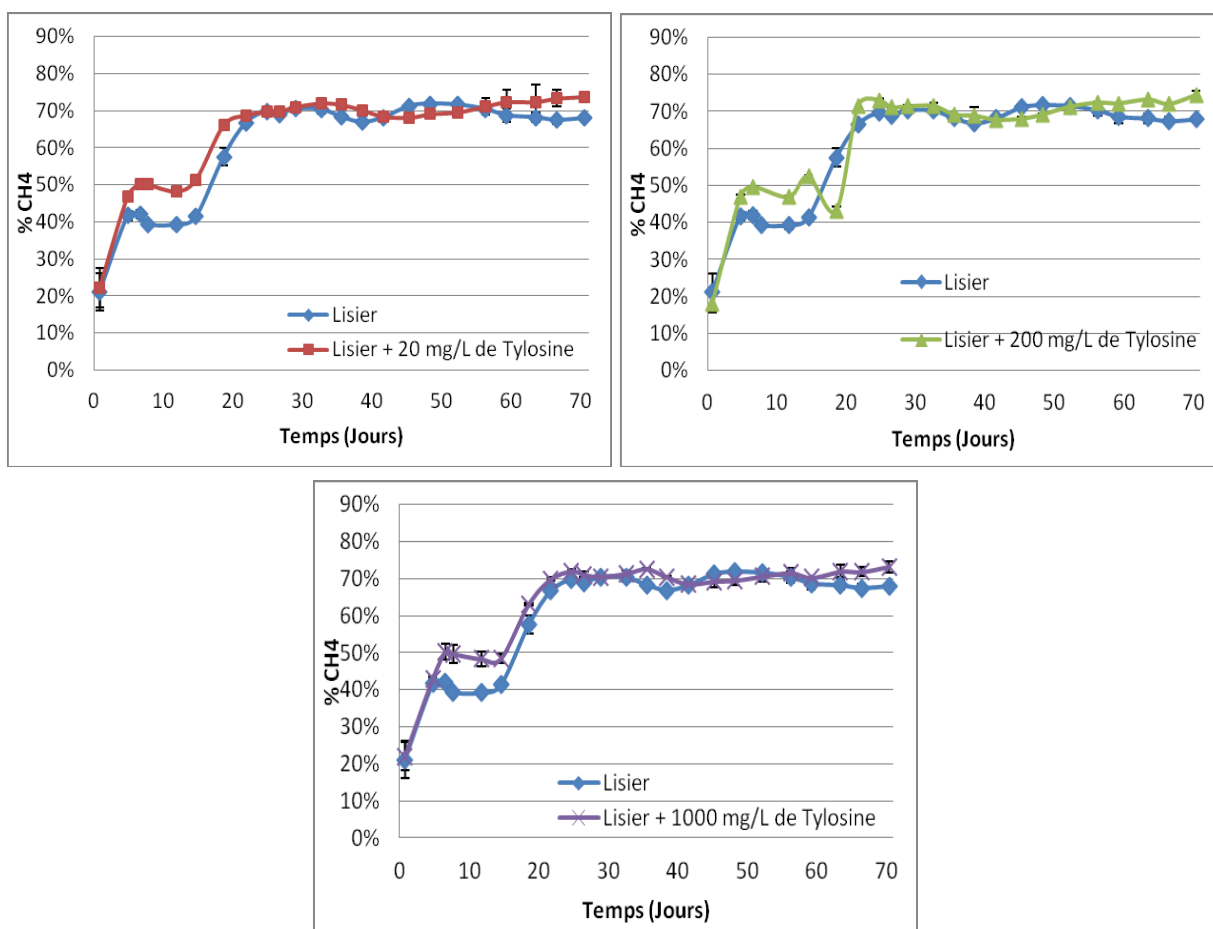 90%
80%
70%
60%
50%
40%
30%
20%
10%
0%
% CH4
Lisier
Lisier + 20 mg/L de Tylosine
0 10 20 30 40 50 60 70
Temps (Jours)
90%
80%
70%
60%
50%
40%
30%
20%
10%
0%
% CH4
Lisier
Lisier + 200 mg/L de Tylosine
0 10 20 30 40 50 60 70
Temps (Jours)
90%
80%
70%
60%
50%
40%
30%
20%
10%
0%
% CH4
Lisier
Lisier + 1000 mg/L de Tylosine
0 10 20 30 40 50 60 70
Temps (Jours)